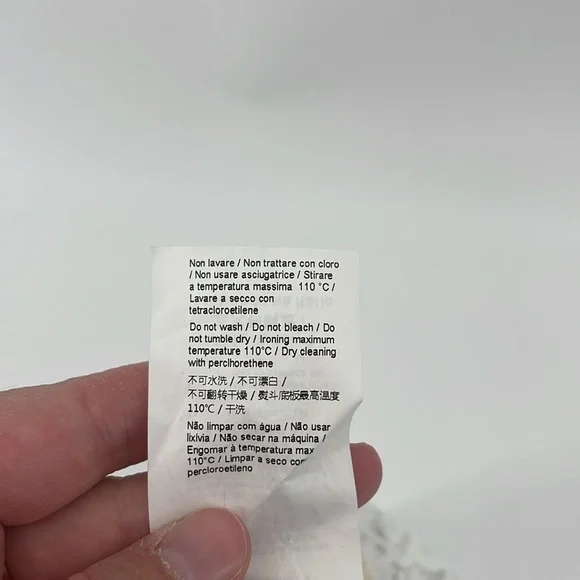 Non lavare / Non trattare con cloro
/ Non usare asciugatrice / Stirare
a temperatura massima 110 °C /
Lavare a secco con
tetracloroetilene
Do not wash / Do not bleach / Do
not tumble dry / Ironing maximum
temperature 110°C / Dry cleaning
with perclhorethene
不可水洗 / 不可漂白 /
不可翻转干燥 / 熨斗底板最高温度
110℃ / 干洗
Não limpar com água / Não usar
lixívia / Não secar na máquina /
Engomar à temperatura max
110°C / Limpar a seco com
percloroetileno